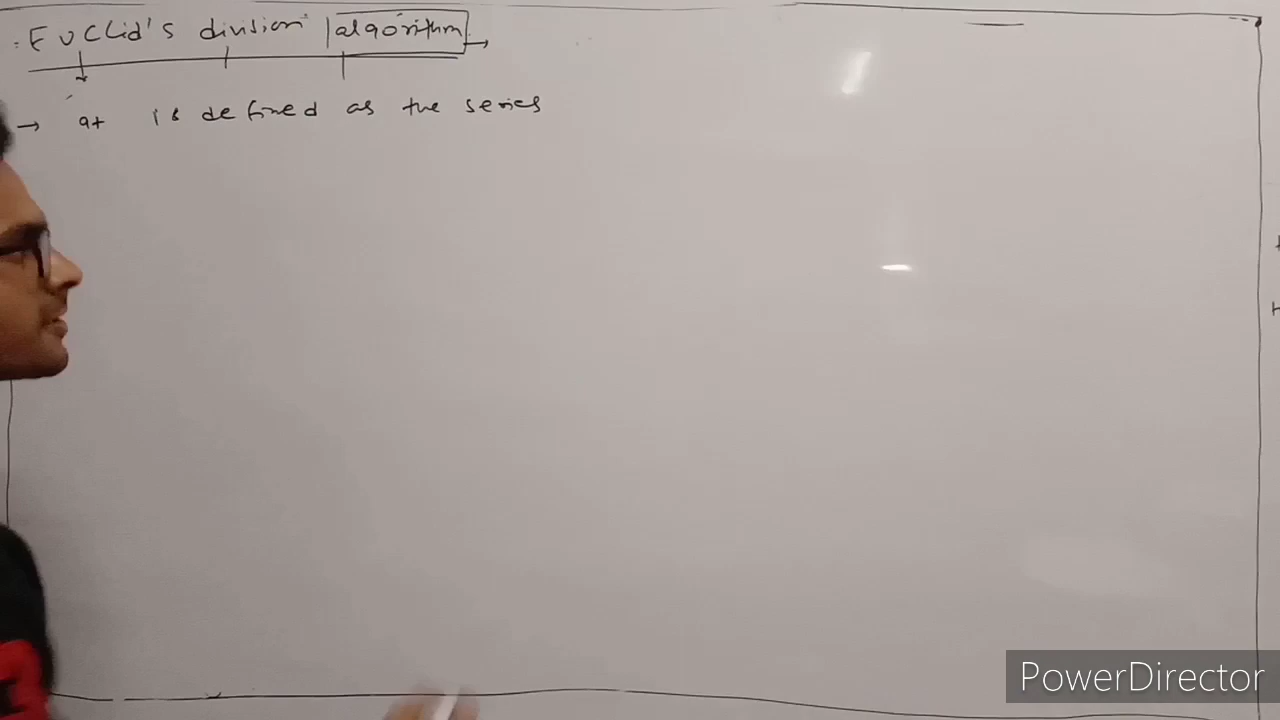 Euclid's division algorithm
→ It is defined as the series
PowerDirector